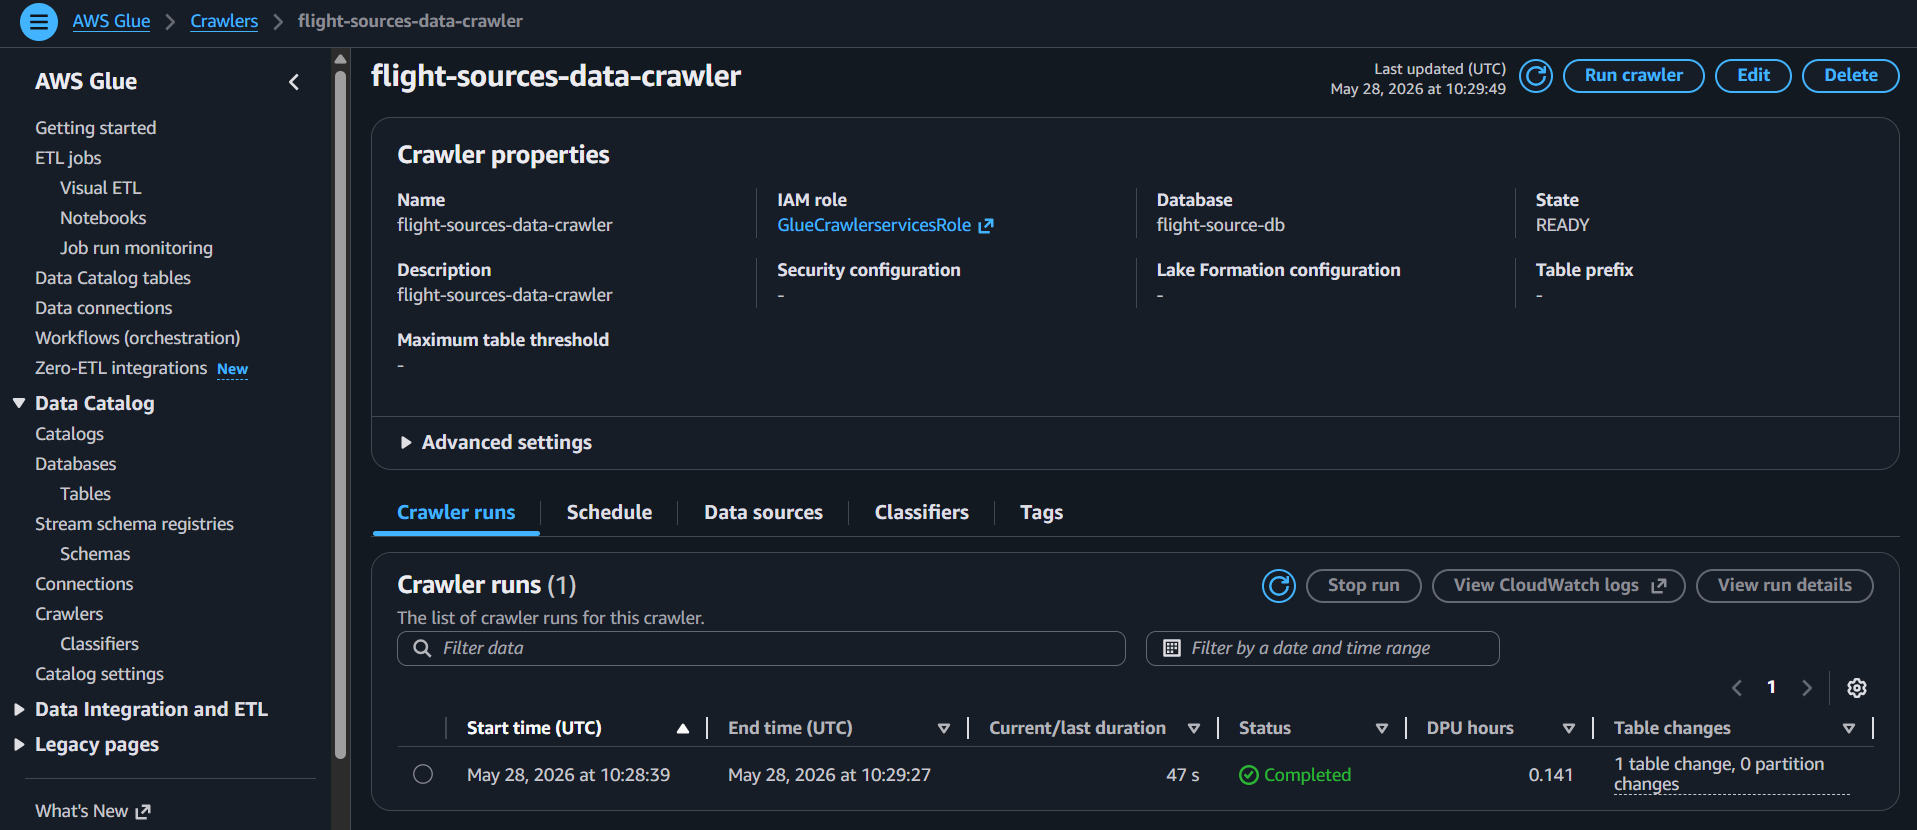 AWS Glue > Crawlers > flight-sources-data-crawler
AWS Glue
Getting started
ETL jobs
Visual ETL
Notebooks
Job run monitoring
Data Catalog tables
Data connections
Workflows (orchestration)
Zero-ETL integrations New
Data Catalog
Catalogs
Databases
Tables
Stream schema registries
Schemas
Connections
Crawlers
Classifiers
Catalog settings
Data Integration and ETL
Legacy pages
What's New
flight-sources-data-crawler
Last updated (UTC)
May 28, 2026 at 10:29:49
Run crawler
Edit
Delete
Crawler properties
Name
flight-sources-data-crawler
IAM role
GlueCrawlerservicesRole
Database
flight-source-db
State
READY
Description
flight-sources-data-crawler
Security configuration
-
Lake Formation configuration
-
Table prefix
-
Maximum table threshold
-
Advanced settings
Crawler runs
Schedule
Data sources
Classifiers
Tags
Crawler runs (1)
The list of crawler runs for this crawler.
Stop run
View CloudWatch logs
View run details
Filter data
Filter by a date and time range
1
Start time (UTC) End time (UTC) Current/last duration Status DPU hours Table changes
May 28, 2026 at 10:28:39 May 28, 2026 at 10:29:27 47 s Completed 0.141 1 table change, 0 partition
changes